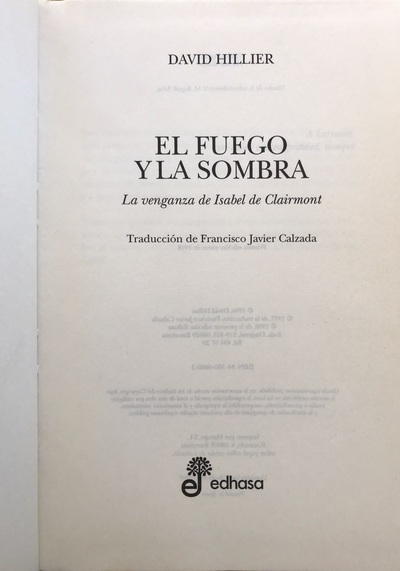 DAVID HILLIER
EL FUEGO
Y LA SOMBRA
La venganza de Isabel de Clairmont
Traducción de Francisco Javier Calzada
edhasa